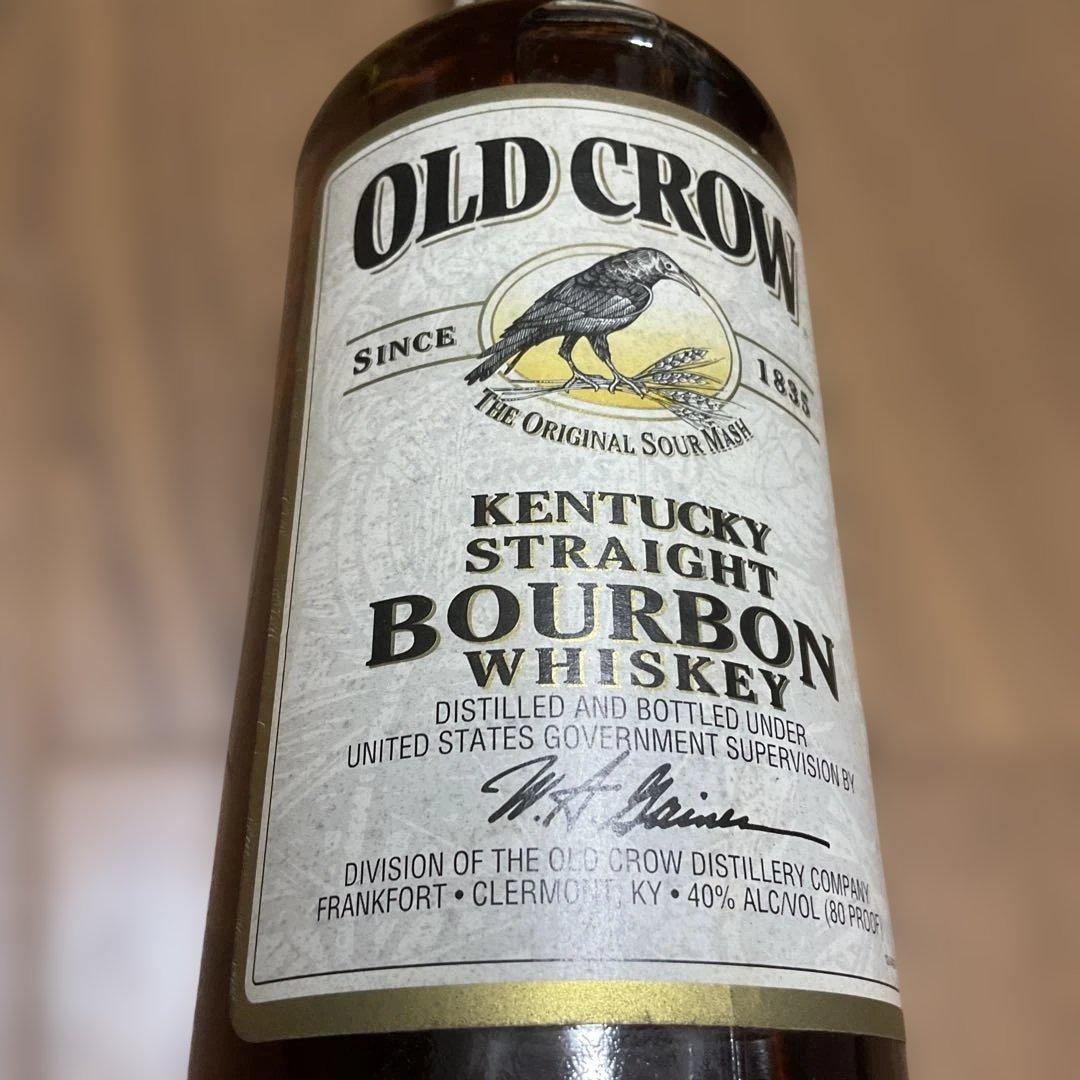 OLD CROW
SINCE 1835
THE ORIGINAL SOUR MASH
KENTUCKY
STRAIGHT
BOURBON
WHISKEY
DISTILLED AND BOTTLED UNDER
UNITED STATES GOVERNMENT SUPERVISION BY
W. A. Gaines
DIVISION OF THE OLD CROW DISTILLERY COMPANY
FRANKFORT • CLERMONT, KY • 40% ALC/VOL (80 PROOF)